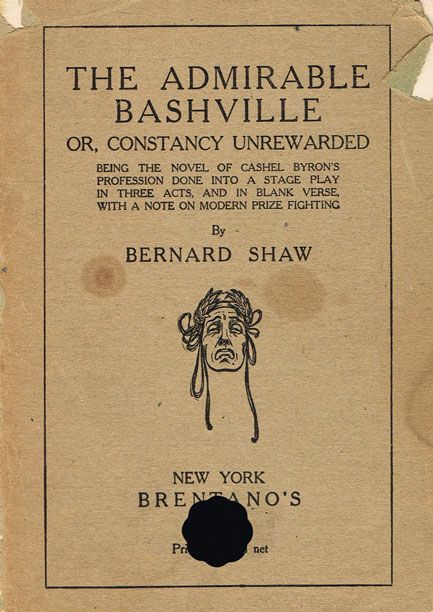 THE ADMIRABLE
BASHVILLE
OR, CONSTANCY UNREWARDED
BEING THE NOVEL OF CASHEL BYRON'S
PROFESSION DONE INTO A STAGE PLAY
IN THREE ACTS, AND IN BLANK VERSE,
WITH A NOTE ON MODERN PRIZE FIGHTING
By
BERNARD SHAW
NEW YORK
BRENTANO'S
net